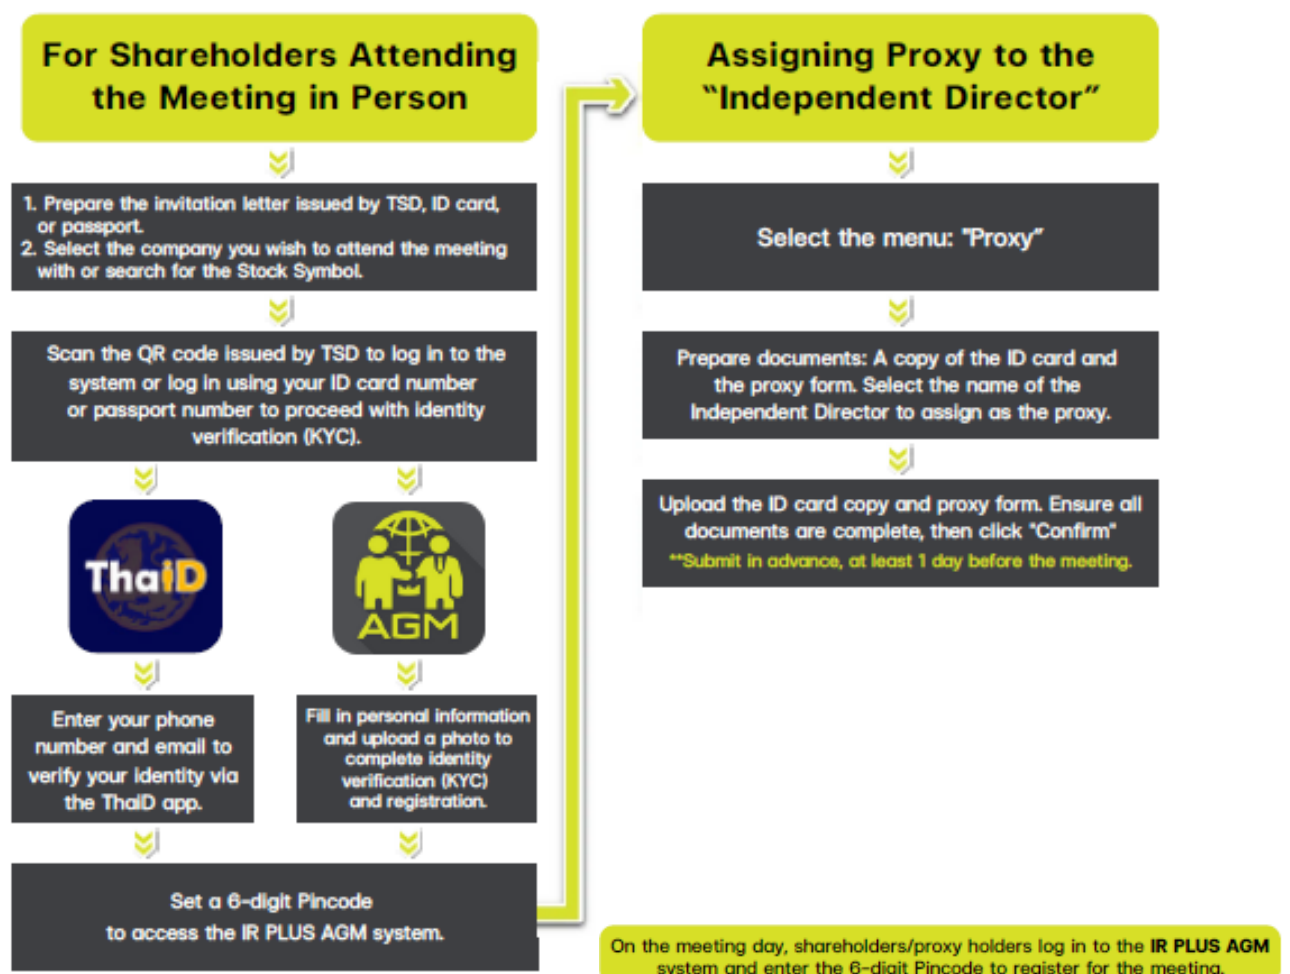 For Shareholders Attending
the Meeting in Person
1. Prepare the invitation letter issued by TSD, ID card,
or passport.
2. Select the company you wish to attend the meeting
with or search for the Stock Symbol.
Scan the QR code issued by TSD to log in to the
system or log in using your ID card number
or passport number to proceed with identity
verification (KYC).
ThaiD
AGM
Enter your phone
number and email to
verify your identity via
the ThaiD app.
Fill in personal information
and upload a photo to
complete identity
verification (KYC)
and registration.
Set a 6-digit Pincode
to access the IR PLUS AGM system.
Assigning Proxy to the
“Independent Director”
Select the menu: "Proxy"
Prepare documents: A copy of the ID card and
the proxy form. Select the name of the
Independent Director to assign as the proxy.
Upload the ID card copy and proxy form. Ensure all
documents are complete, then click "Confirm"
**Submit in advance, at least 1 day before the meeting.
On the meeting day, shareholders/proxy holders log in to the IR PLUS AGM
system and enter the 6-digit Pincode to register for the meeting.